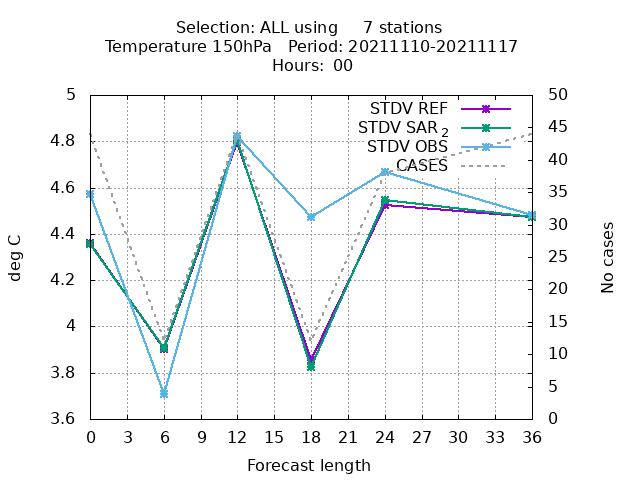 Selection: ALL using     7 stations
Temperature 150hPa   Period: 20211110-20211117
Hours: 00
STDV REF
STDV SAR 2
STDV OBS
CASES
5
4.8
4.6
4.4
4.2
4
3.8
3.6
50
45
40
35
30
25
20
15
10
5
0
deg C
No cases
0 3 6 9 12 15 18 21 24 27 30 33 36
Forecast length